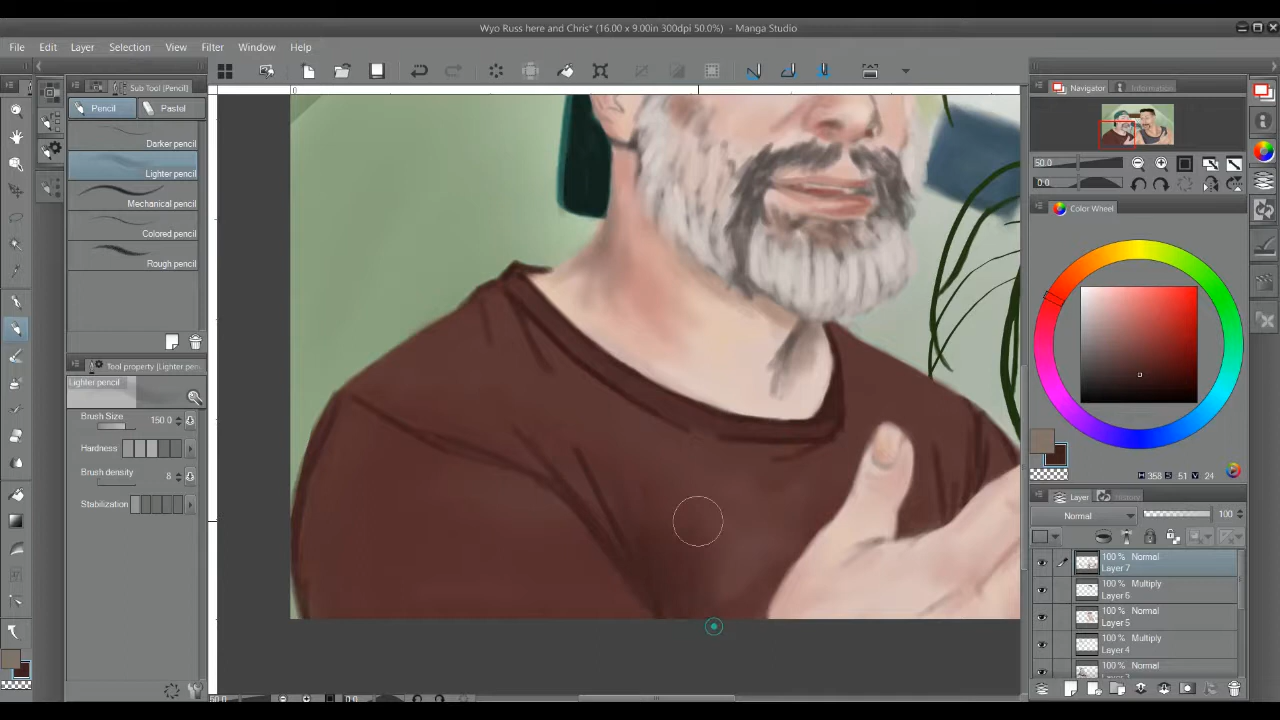 Wyo Russ here and Chris* (16.00 x 9.00in 300dpi 50.0%) - Manga Studio
File Edit Layer Selection View Filter Window Help
Sub Tool [Pencil]
Pencil Pastel
Darker pencil
Lighter pencil
Mechanical pencil
Colored pencil
Rough pencil
Tool property [Lighter pen
Lighter pencil
Brush Size 150.0
Hardness
Brush density 8
Stabilization
0
Navigator Information
50.0
0.0
Color Wheel
H 358 S 51 V 24
Layer History
Normal 100
100 % Normal
Layer 7
100 % Multiply
Layer 6
100 % Normal
Layer 5
100 % Multiply
Layer 4
100 % Normal